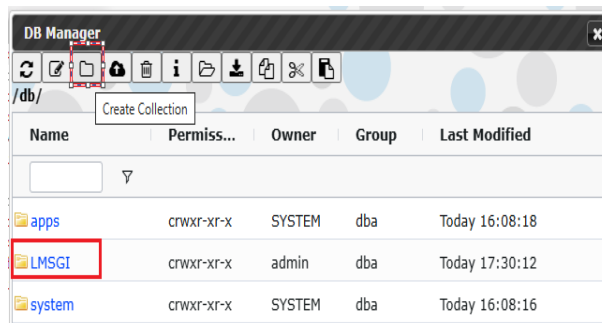 DB Manager
/db/
Create Collection
Name Permiss... Owner Group Last Modified
apps crwxr-xr-x SYSTEM dba Today 16:08:18
LMSGI crwxr-xr-x admin dba Today 17:30:12
system crwxr-xr-x SYSTEM dba Today 16:08:16